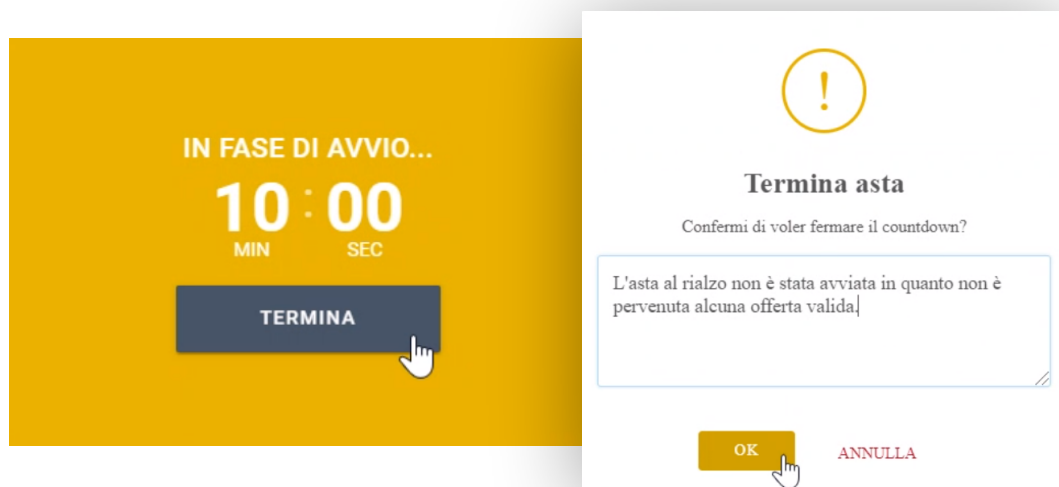 IN FASE DI AVVIO...
10 : 00
MIN SEC
TERMINA
!
Termina asta
Confermi di voler fermare il countdown?
L'asta al rialzo non è stata avviata in quanto non è
pervenuta alcuna offerta valida.
OK
ANNULLA